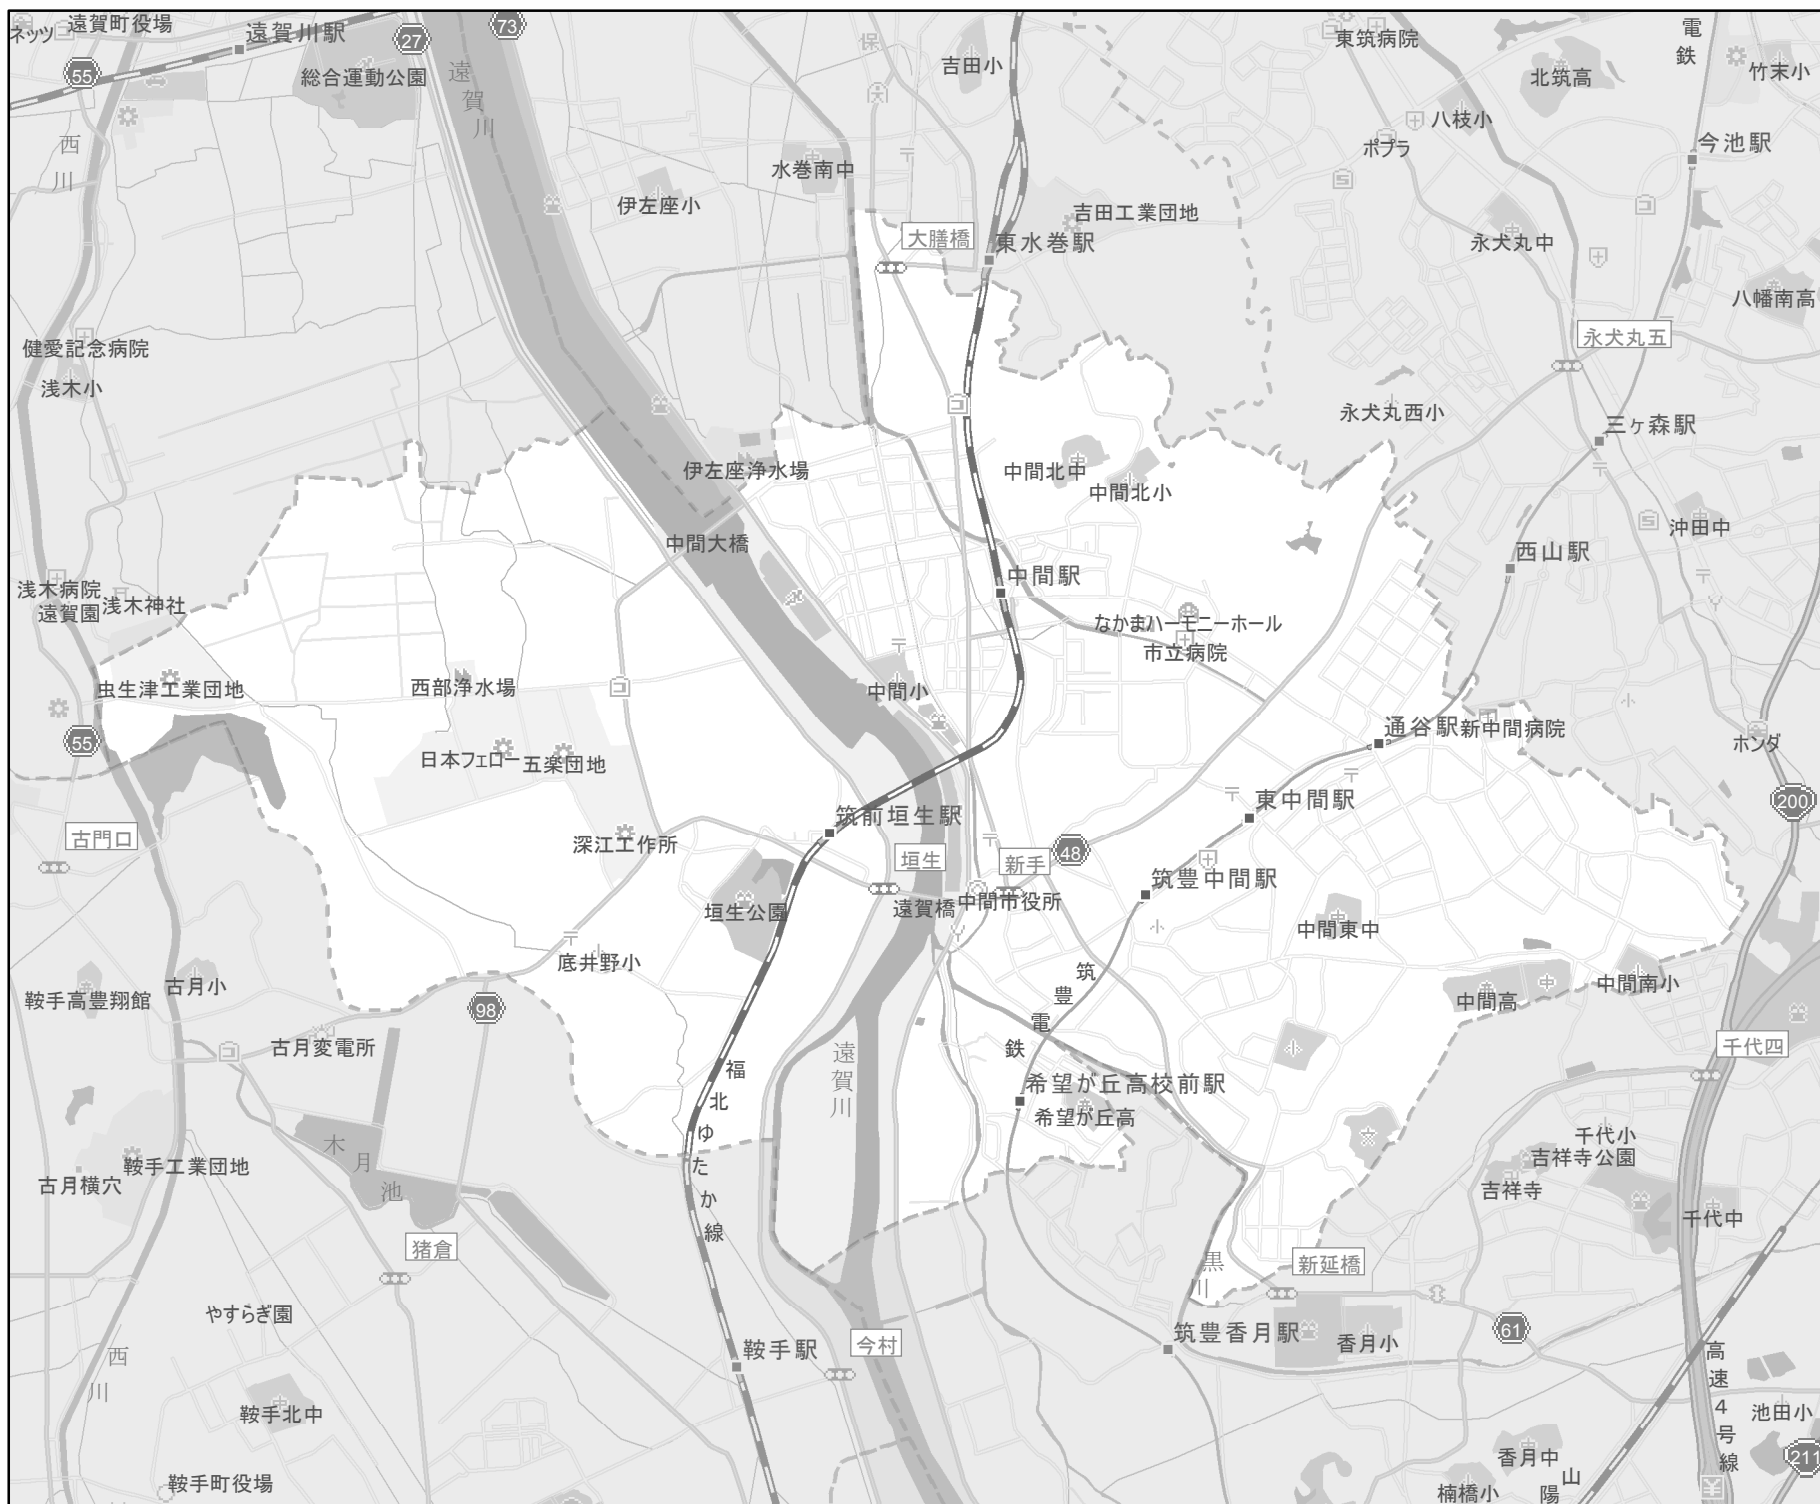 ネッツ
遠賀町役場
遠賀川駅
27
73
55
総合運動公園
遠賀川
保
吉田小
東筑病院
電鉄
北筑高
竹末小
八枝小
ポプラ
今池駅
西川
水巻南中
伊左座小
吉田工業団地
大膳橋
東水巻駅
永犬丸中
八幡南高
永犬丸五
健愛記念病院
浅木小
永犬丸西小
三ヶ森駅
伊左座浄水場
中間北中
中間北小
沖田中
中間大橋
西山駅
中間駅
浅木病院
遠賀園
浅木神社
なかまハーモニーホール
市立病院
虫生津工業団地
西部浄水場
中間小
55
通谷駅
新中間病院
ホンダ
日本フェロー
五楽団地
東中間駅
200
筑前垣生駅
古門口
深江工作所
垣生
新手
48
筑豊中間駅
垣生公園
遠賀橋
中間市役所
中間東中
底井野小
筑豊電鉄
中間南小
中間高
鞍手高豊翔館
古月小
98
古月変電所
遠賀川
千代四
福北ゆたか線
希望が丘高校前駅
希望が丘高
木月池
千代小
吉祥寺公園
鞍手工業団地
古月横穴
吉祥寺
千代中
猪倉
新延橋
黒川
やすらぎ園
61
筑豊香月駅
香月小
今村
鞍手駅
西川
高速4号線
鞍手北中
池田小
香月中
211
鞍手町役場
楠橋小
山陽